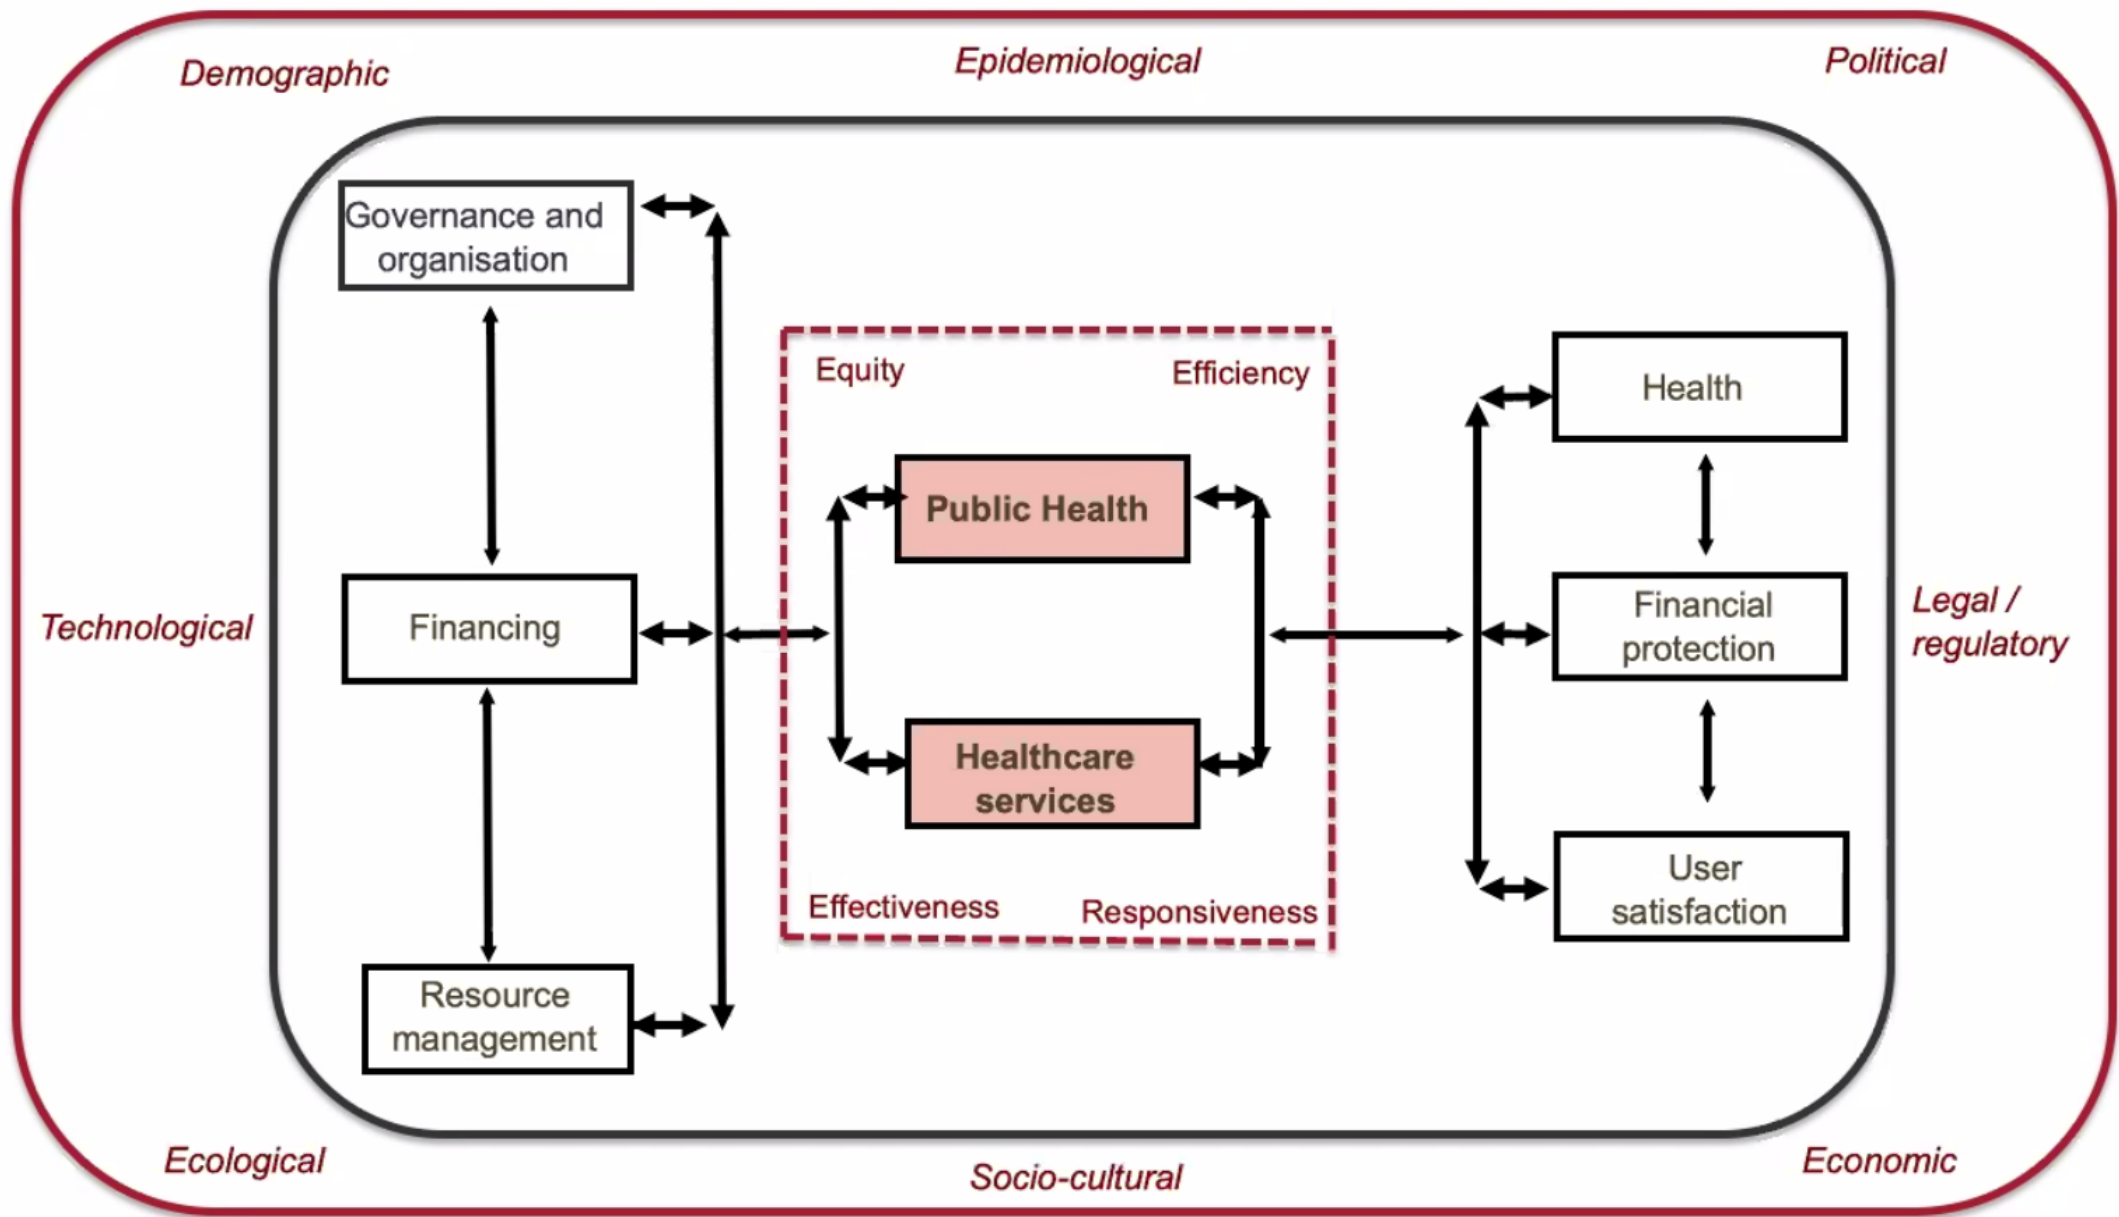 Demographic
Epidemiological
Political
Governance and
organisation
Equity
Efficiency
Health
Public Health
Technological
Financing
Financial
protection
Legal /
regulatory
Healthcare
services
User
satisfaction
Effectiveness
Responsiveness
Resource
management
Ecological
Socio-cultural
Economic